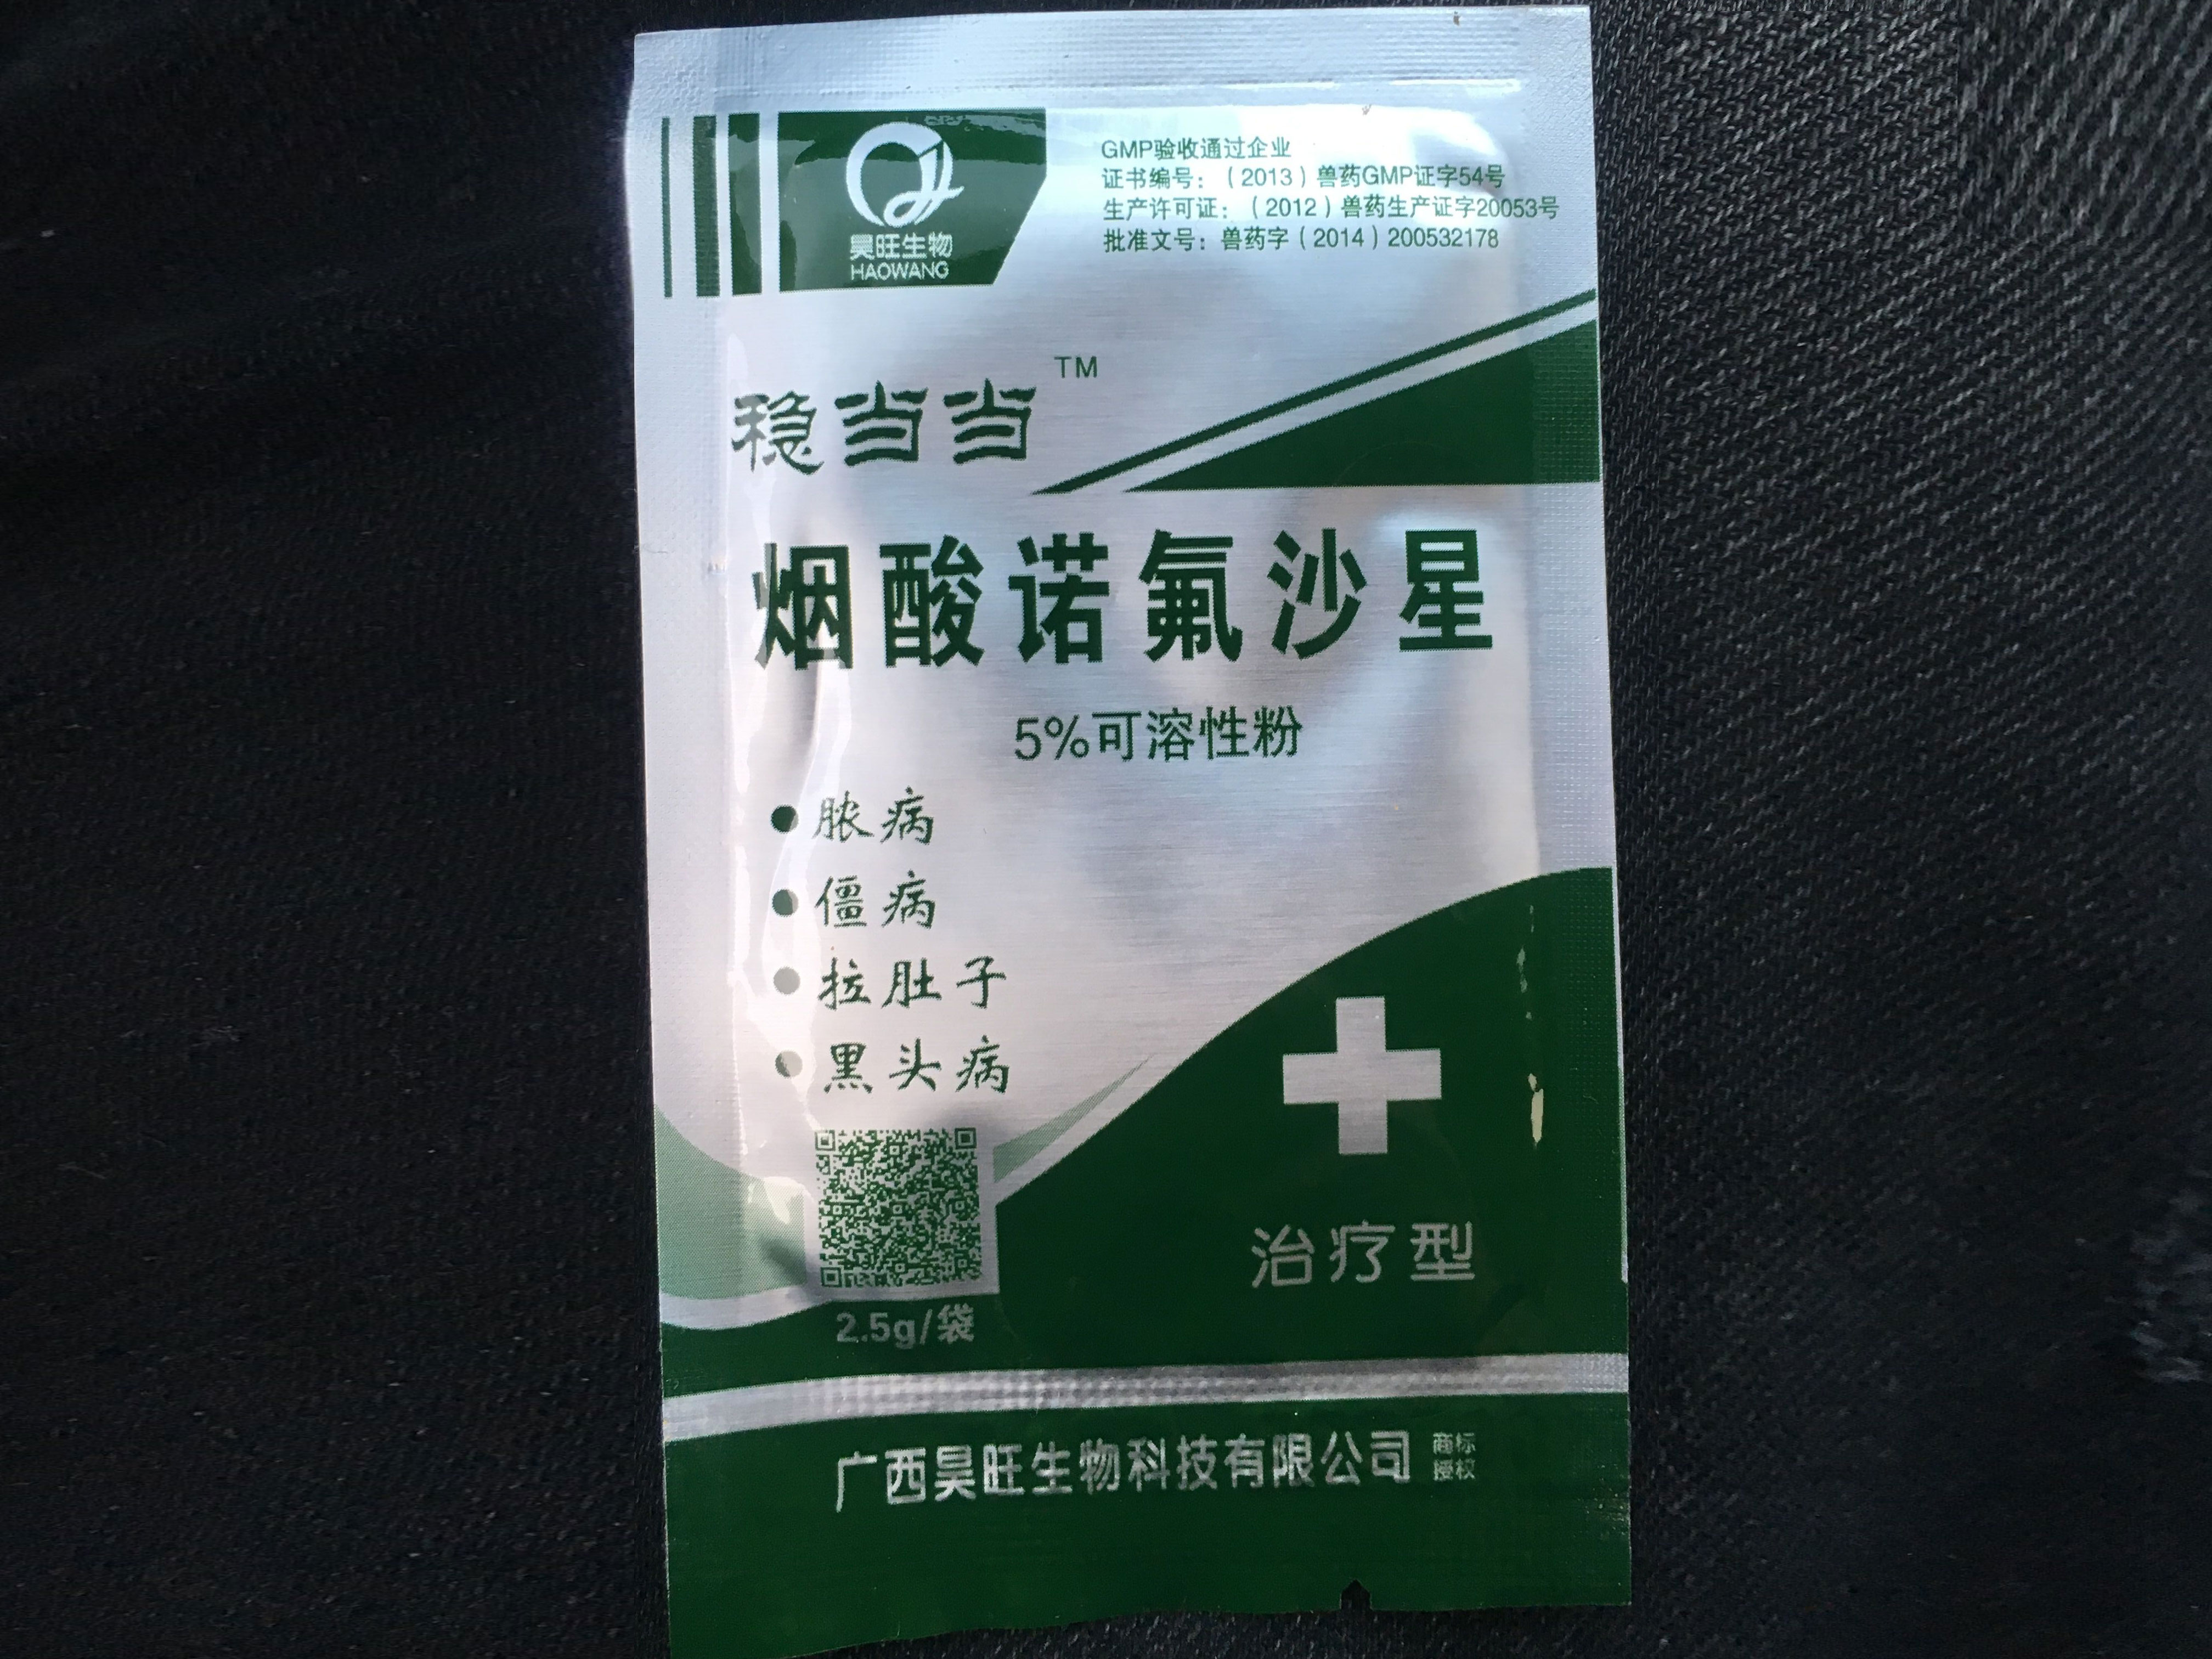 GMP验收通过企业
证书编号：（2013）兽药GMP证字54号
生产许可证：（2012）兽药生产证字20053号
批准文号：兽药字（2014）200532178
昊旺生物
HAOWANG
稳当当TM
烟酸诺氟沙星
5%可溶性粉
●脓病
●僵病
●拉肚子
●黑头病
治疗型
2.5g/袋
广西昊旺生物科技有限公司
商标
授权